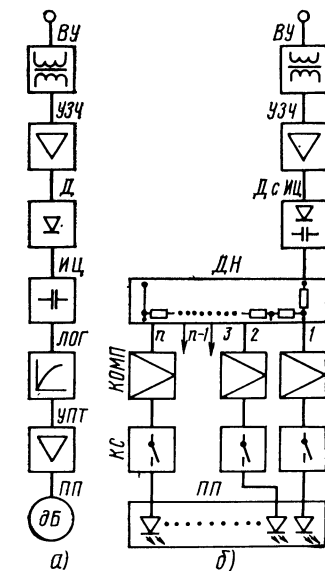 ВУ
УЗЧ
Д
ИЦ
ЛОГ
УПТ
ПП
дБ
а)
ВУ
УЗЧ
Д с ИЦ
ДН
n n-1 3 2 1
КОМП
КС
ПП
б)